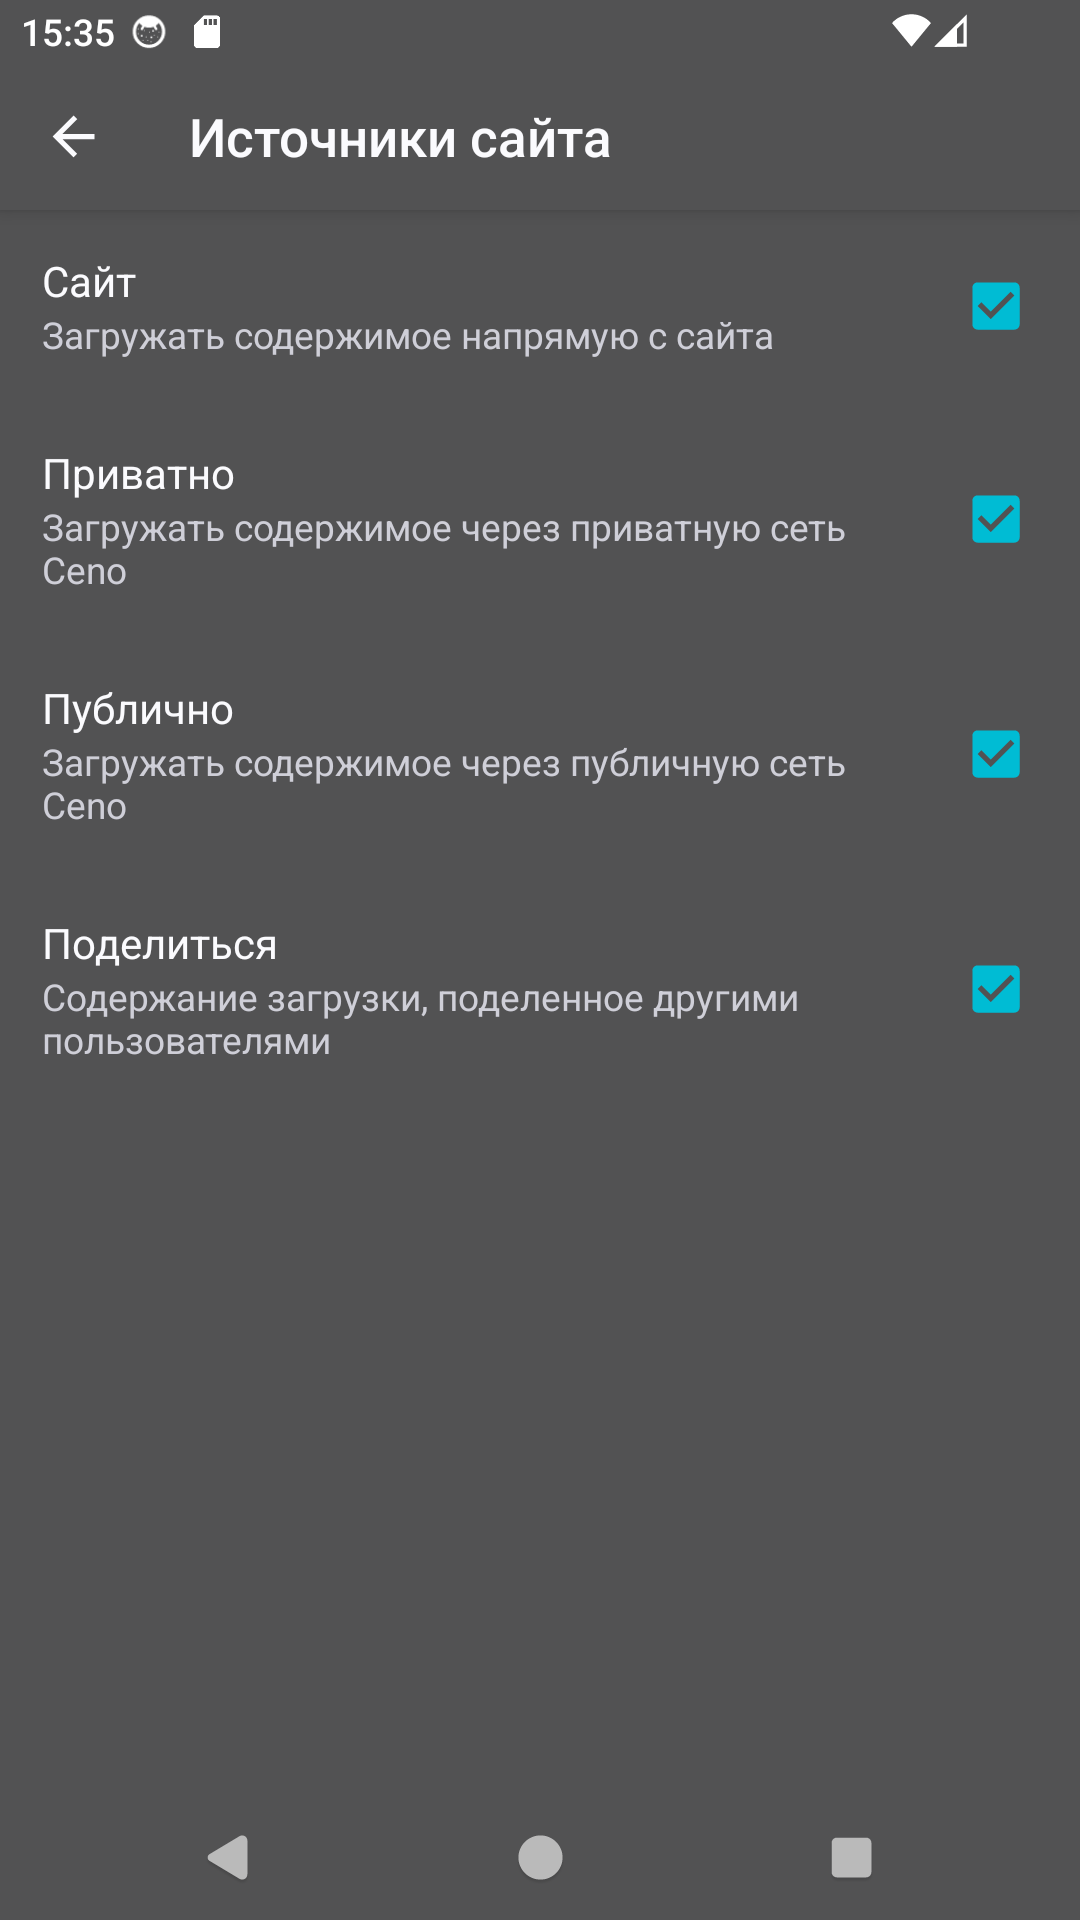 15:35
Источники сайта
Сайт
Загружать содержимое напрямую с сайта
Приватно
Загружать содержимое через приватную сеть
Ceno
Публично
Загружать содержимое через публичную сеть
Ceno
Поделиться
Содержание загрузки, поделенное другими
пользователями